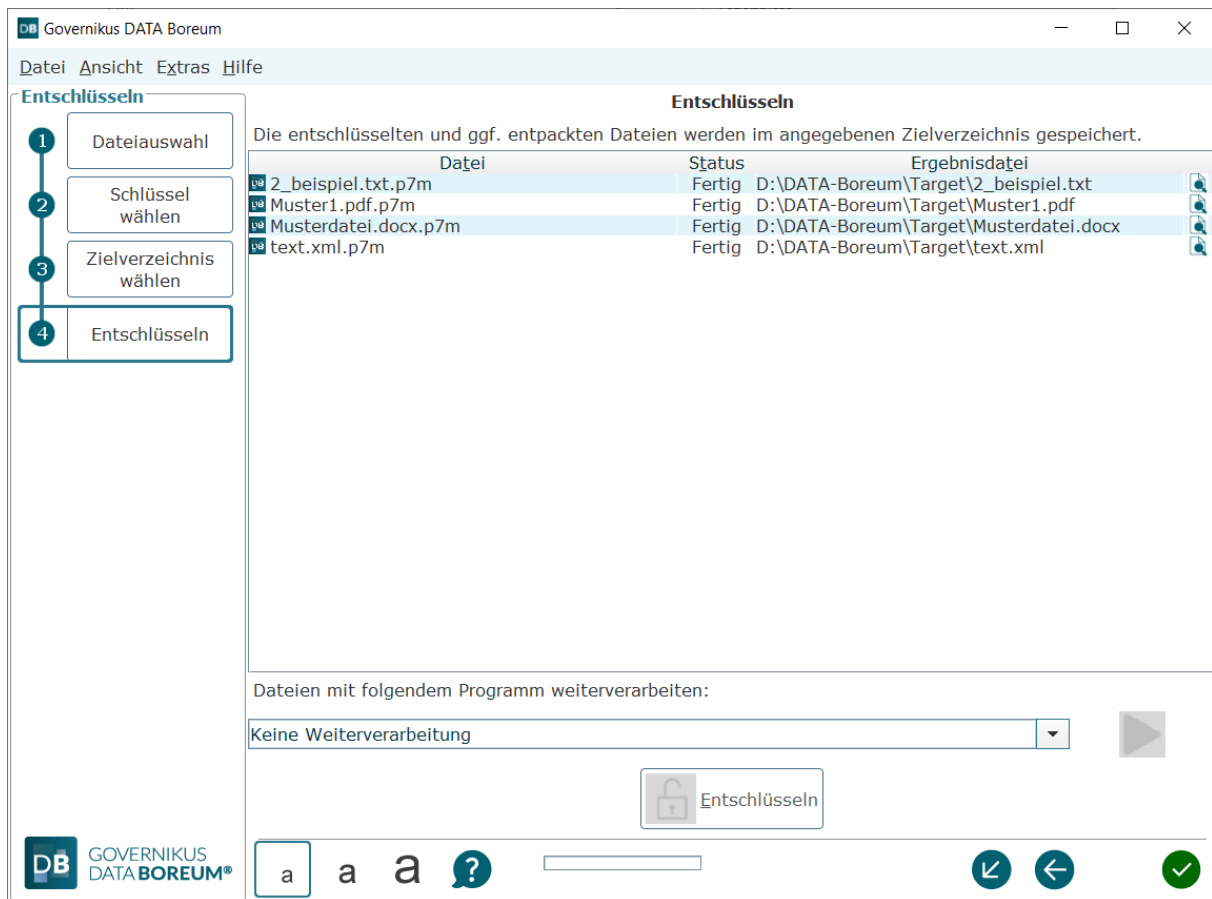 DB Governikus DATA Boreum
Datei Ansicht Extras Hilfe
Entschlüsseln
1 Dateiauswahl
2 Schlüssel
wählen
3 Zielverzeichnis
wählen
4 Entschlüsseln
Entschlüsseln
Die entschlüsselten und ggf. entpackten Dateien werden im angegebenen Zielverzeichnis gespeichert.
Datei Status Ergebnisdatei
2_beispiel.txt.p7m Fertig D:\DATA-Boreum\Target\2_beispiel.txt
Muster1.pdf.p7m Fertig D:\DATA-Boreum\Target\Muster1.pdf
Musterdatei.docx.p7m Fertig D:\DATA-Boreum\Target\Musterdatei.docx
text.xml.p7m Fertig D:\DATA-Boreum\Target\text.xml
Dateien mit folgendem Programm weiterverarbeiten:
Keine Weiterverarbeitung
Entschlüsseln
DB GOVERNIKUS
DATA BOREUM®
a a a ?